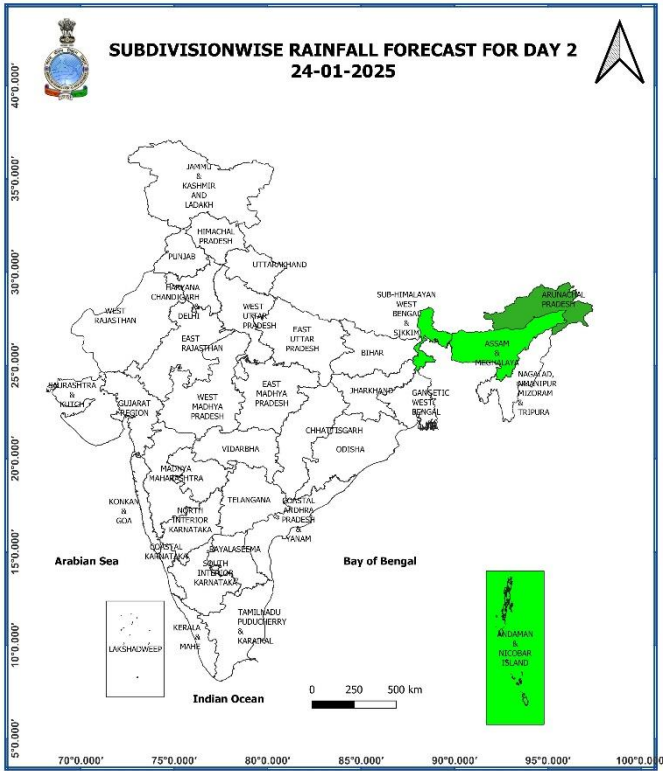 SUBDIVISIONWISE RAINFALL FORECAST FOR DAY 2
24-01-2025
40°0.000'
35°0.000'
30°0.000'
25°0.000'
20°0.000'
15°0.000'
10°0.000'
5°0.000'
JAMMU
&
KASHMIR
AND
LADAKH
HIMACHAL
PRADESH
PUNJAB
UTTARAKHAND
HARYANA
CHANDIGARH
&
DELHI
WEST
RAJASTHAN
WEST
UTTAR
PRADESH
EAST
RAJASTHAN
EAST
UTTAR
PRADESH
SUB-HIMALAYAN
WEST
BENGAL
&
SIKKIM
ARUNACHAL
PRADESH
ASSAM
&
MEGHALAYA
BIHAR
NAGALAD,
MANIPUR
MIZORAM
&
TRIPURA
SAURASHTRA
&
KUTCH
GUJARAT
REGION
WEST
MADHYA
PRADESH
EAST
MADHYA
PRADESH
JHARKHAND
GANGETIC
WEST
BENGAL
CHHATTISGARH
ODISHA
VIDARBHA
MADHYA
MAHARASHTRA
TELANGANA
COASTAL
ANDHRA
PRADESH
&
YANAM
KONKAN
&
GOA
NORTH
INTERIOR
KARNATAKA
COASTAL
KARNATAKA
RAYALASEEMA
SOUTH
INTERIOR
KARNATAKA
Arabian Sea
Bay of Bengal
LAKSHADWEEP
KERALA
&
MAHE
TAMILNADU
PUDUCHERRY
&
KARAIKAL
ANDAMAN
&
NICOBAR
ISLAND
Indian Ocean
0 250 500 km
70°0.000' 75°0.000' 80°0.000' 85°0.000' 90°0.000' 95°0.000' 100°0.000'